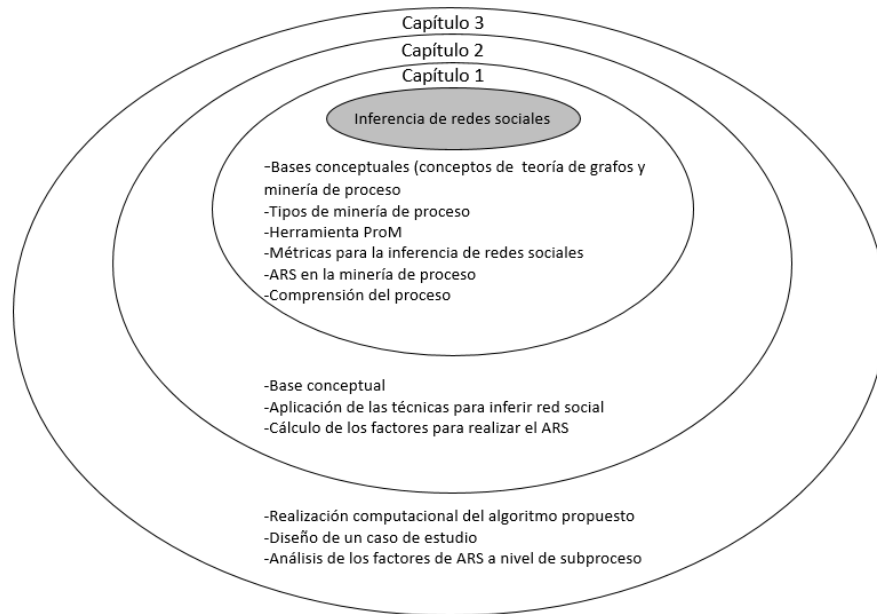 Capítulo 3
Capítulo 2
Capítulo 1
Inferencia de redes sociales
-Bases conceptuales (conceptos de teoría de grafos y
minería de proceso
-Tipos de minería de proceso
-Herramienta ProM
-Métricas para la inferencia de redes sociales
-ARS en la minería de proceso
-Comprensión del proceso
-Base conceptual
-Aplicación de las técnicas para inferir red social
-Cálculo de los factores para realizar el ARS
-Realización computacional del algoritmo propuesto
-Diseño de un caso de estudio
-Análisis de los factores de ARS a nivel de subproceso